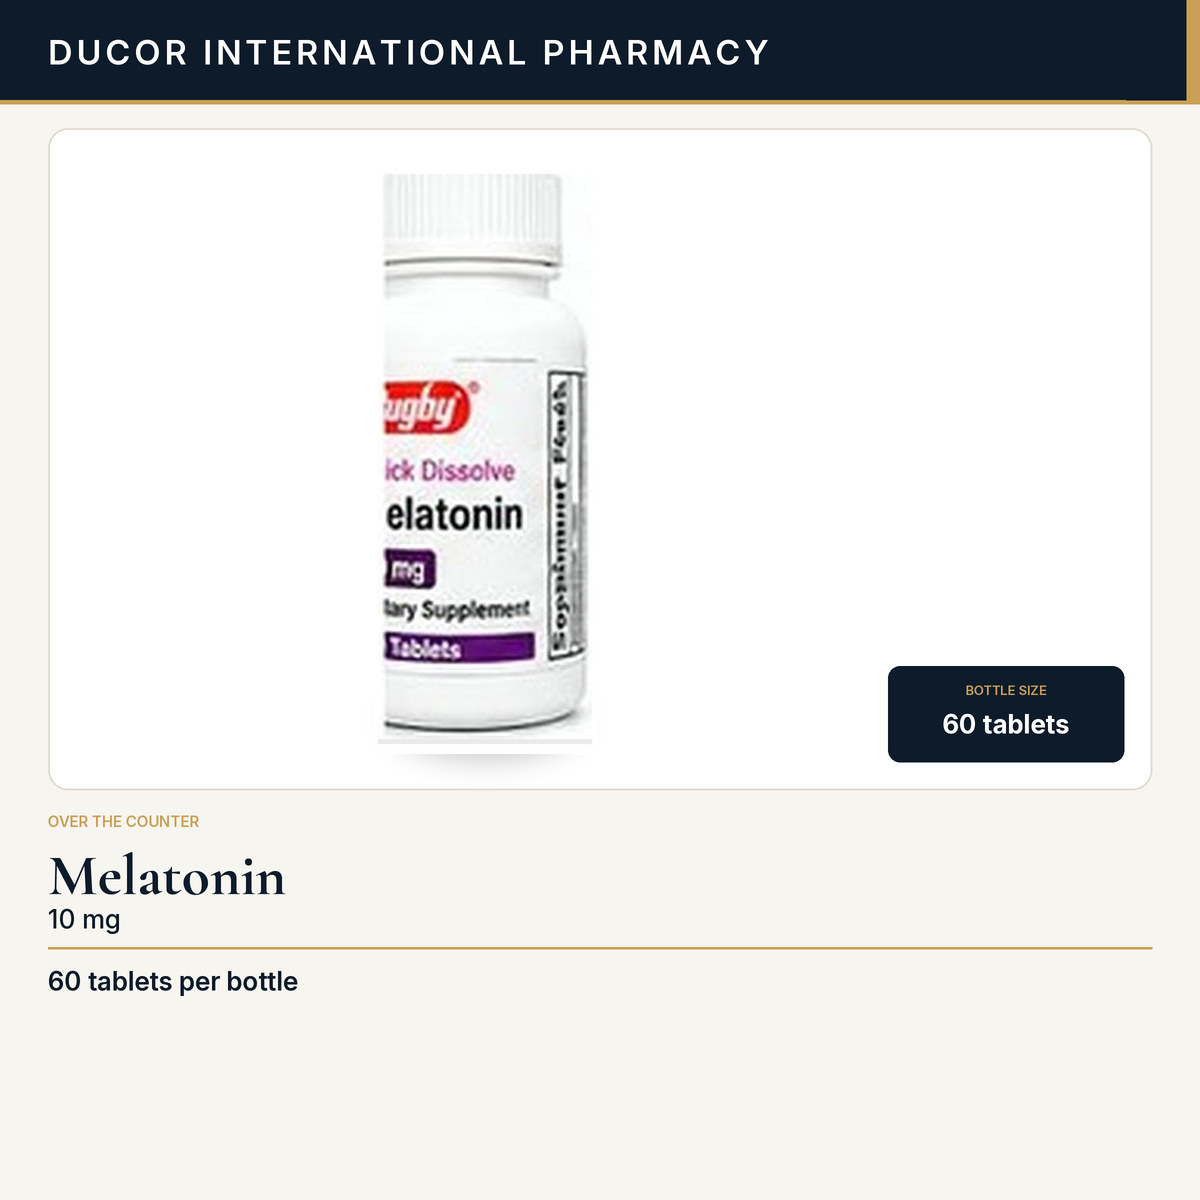 DUCOR INTERNATIONAL PHARMACY
ugby®
ick Dissolve
elatonin
mg
tary Supplement
Tablets
BOTTLE SIZE
60 tablets
OVER THE COUNTER
Melatonin
10 mg
60 tablets per bottle